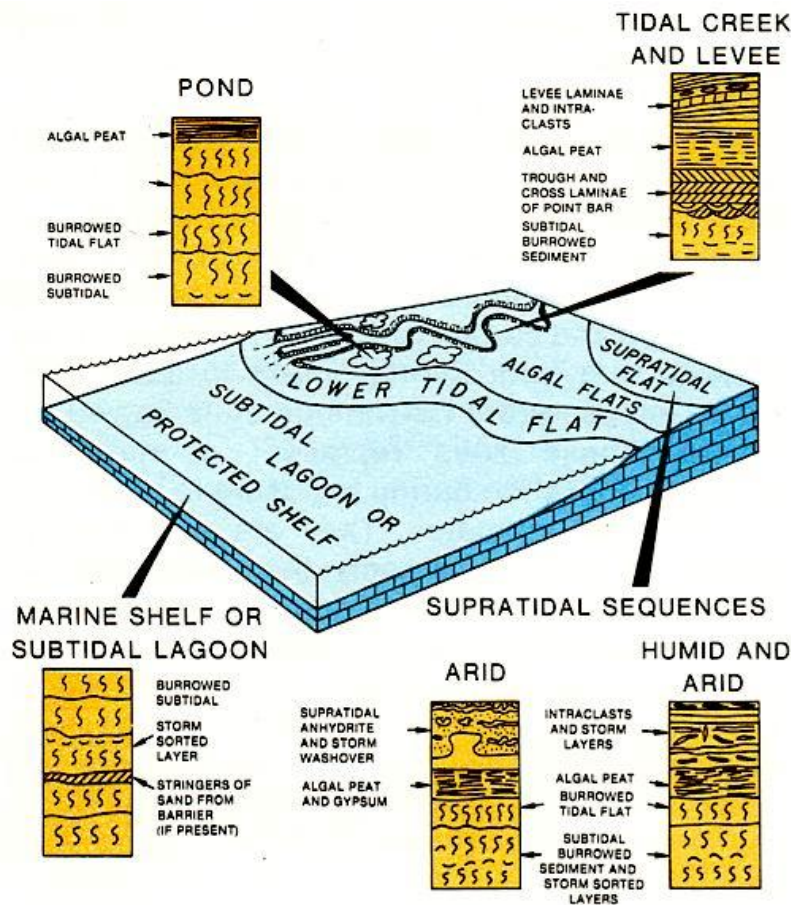 TIDAL CREEK
AND LEVEE
POND
LEVEE LAMINAE
AND INTRA-
CLASTS
ALGAL PEAT
ALGAL PEAT
TROUGH AND
CROSS LAMINAE
OF POINT BAR
SUBTIDAL
BURROWED
SEDIMENT
BURROWED
TIDAL FLAT
BURROWED
SUBTIDAL
SUPRATIDAL
FLAT
ALGAL FLATS
LOWER TIDAL FLAT
SUBTIDAL
LAGOON OR
PROTECTED SHELF
MARINE SHELF OR
SUBTIDAL LAGOON
BURROWED
SUBTIDAL
STORM
SORTED
LAYER
STRINGERS OF
SAND FROM
BARRIER
(IF PRESENT)
SUPRATIDAL SEQUENCES
ARID
HUMID AND
ARID
SUPRATIDAL
ANHYDRITE
AND STORM
WASHOVER
ALGAL PEAT
AND GYPSUM
INTRACLASTS
AND STORM
LAYERS
ALGAL PEAT
BURROWED
TIDAL FLAT
SUBTIDAL
BURROWED
SEDIMENT AND
STORM SORTED
LAYERS